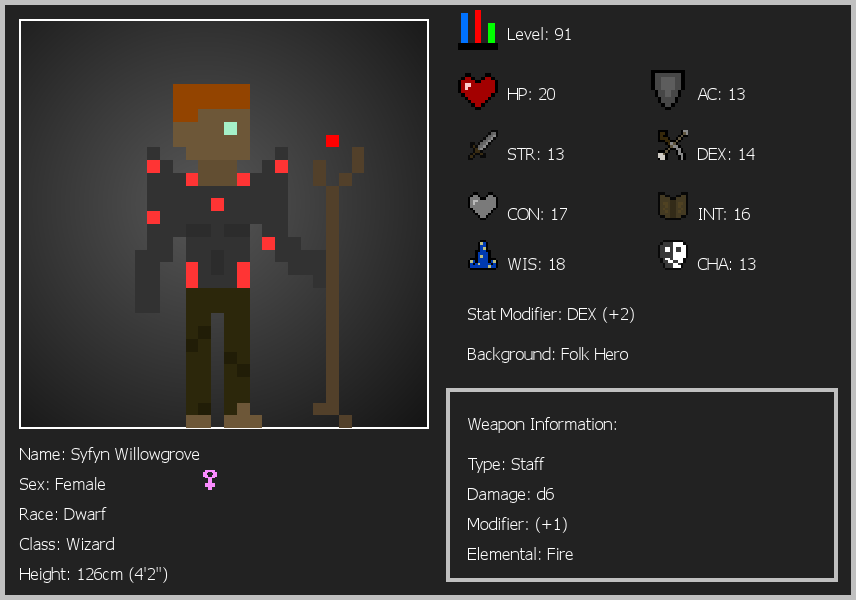 Level: 91
HP: 20
AC: 13
STR: 13
DEX: 14
CON: 17
INT: 16
WIS: 18
CHA: 13
Stat Modifier: DEX (+2)
Background: Folk Hero
Weapon Information:
Type: Staff
Damage: d6
Modifier: (+1)
Elemental: Fire
Name: Syfyn Willowgrove
Sex: Female
Race: Dwarf
Class: Wizard
Height: 126cm (4'2")